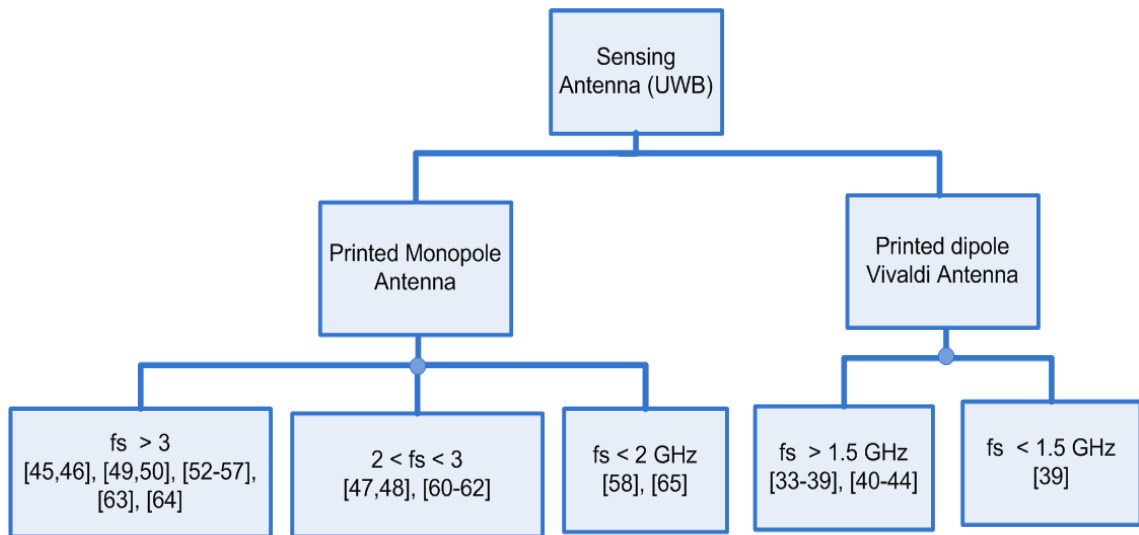 Sensing
Antenna (UWB)
Printed Monopole
Antenna
Printed dipole
Vivaldi Antenna
fs > 3
[45,46], [49,50], [52-57],
[63], [64]
2 < fs < 3
[47,48], [60-62]
fs < 2 GHz
[58], [65]
fs > 1.5 GHz
[33-39], [40-44]
fs < 1.5 GHz
[39]